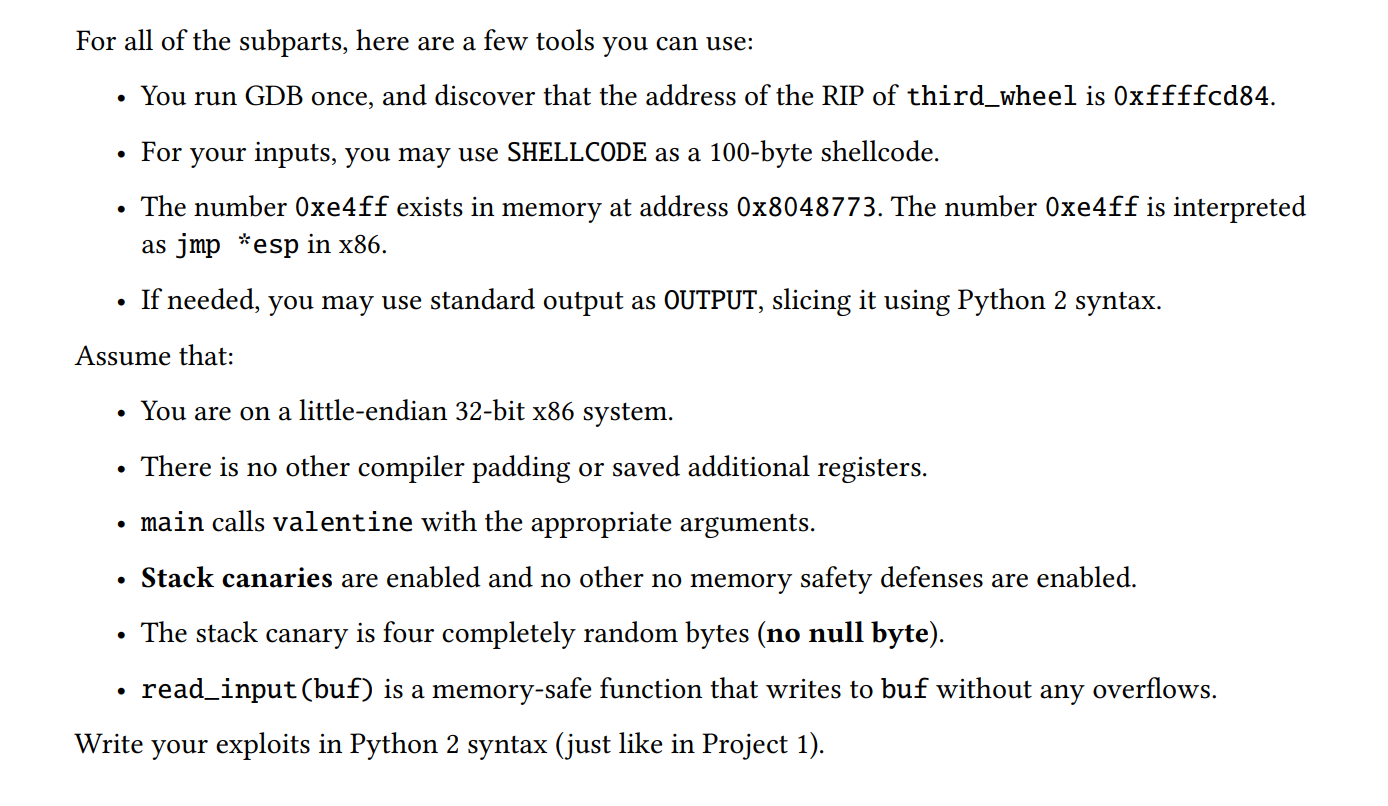 For all of the subparts, here are a few tools you can use:
• You run GDB once, and discover that the address of the RIP of third_wheel is 0xffffcd84.
• For your inputs, you may use SHELLCODE as a 100-byte shellcode.
• The number 0xe4ff exists in memory at address 0x8048773. The number 0xe4ff is interpreted
as jmp *esp in x86.
• If needed, you may use standard output as OUTPUT, slicing it using Python 2 syntax.
Assume that:
• You are on a little-endian 32-bit x86 system.
• There is no other compiler padding or saved additional registers.
• main calls valentine with the appropriate arguments.
• Stack canaries are enabled and no other no memory safety defenses are enabled.
• The stack canary is four completely random bytes (no null byte).
• read_input(buf) is a memory-safe function that writes to buf without any overflows.
Write your exploits in Python 2 syntax (just like in Project 1).